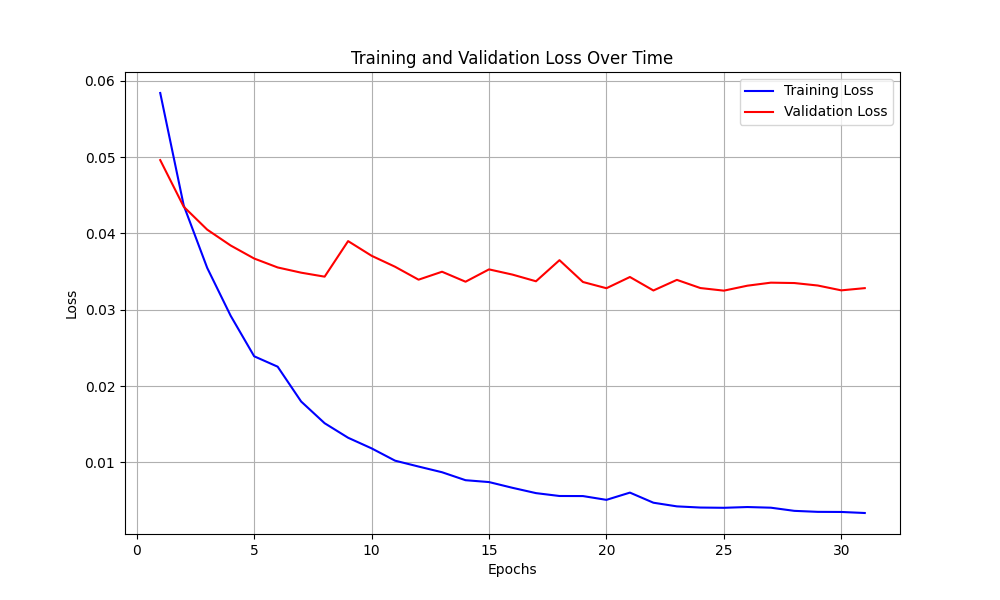 Training and Validation Loss Over Time
Training Loss
Validation Loss
Loss
0.06
0.05
0.04
0.03
0.02
0.01
0 5 10 15 20 25 30
Epochs